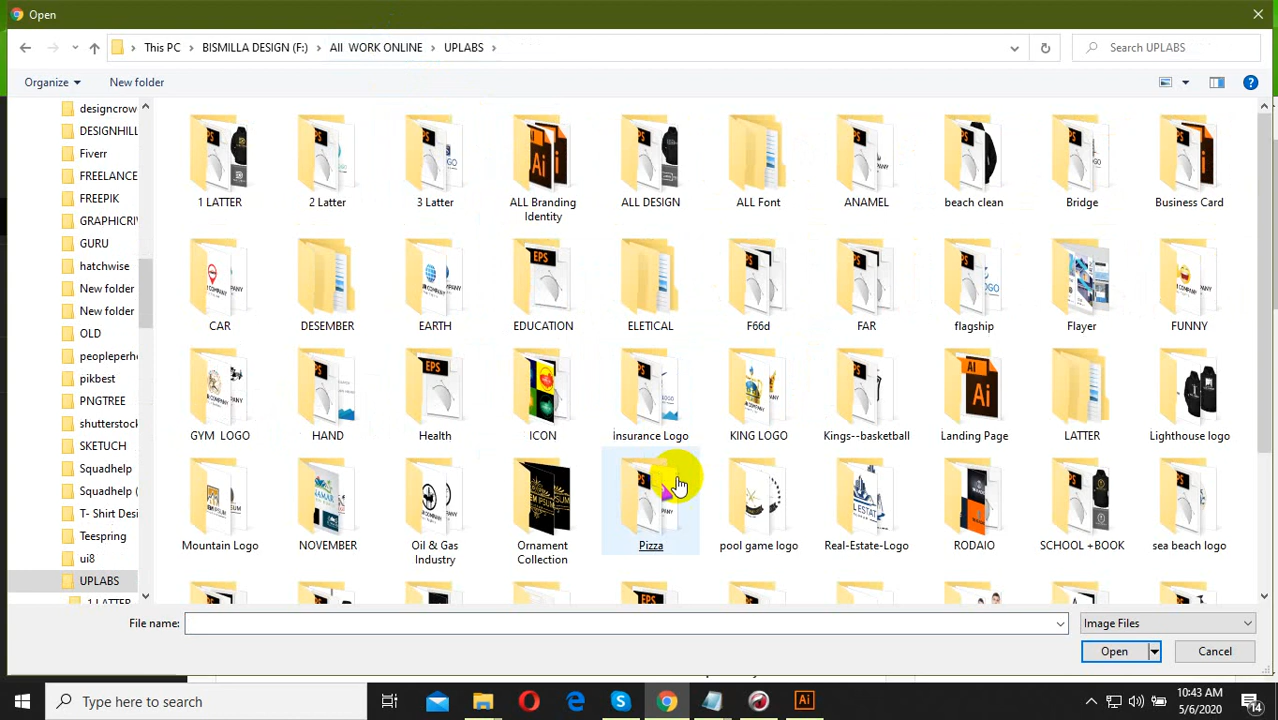 Open
This PC > BISMILLA DESIGN (F:) > All WORK ONLINE > UPLABS >
Search UPLABS
Organize
New folder
designcrow
DESIGNHILL
Fiverr
FREELANCE
FREEPIK
GRAPHICRIV
GURU
hatchwise
New folder
New folder
OLD
peopleperh
pikbest
PNGTREE
shutterstock
SKETUCH
Squadhelp
Squadhelp (
T- Shirt Desi
Teespring
ui8
UPLABS
1 LATTER
1 LATTER
2 Latter
3 Latter
ALL Branding Identity
ALL DESIGN
ALL Font
ANAMEL
beach clean
Bridge
Business Card
CAR
DESEMBER
EARTH
EDUCATION
ELETICAL
F66d
FAR
flagship
Flayer
FUNNY
GYM LOGO
HAND
Health
ICON
İnsurance Logo
KING LOGO
Kings--basketball
Landing Page
LATTER
Lighthouse logo
Mountain Logo
NOVEMBER
Oil & Gas Industry
Ornament Collection
Pizza
pool game logo
Real-Estate-Logo
RODAIO
SCHOOL +BOOK
sea beach logo
File name:
Image Files
Open
Cancel
Type here to search
10:43 AM
5/6/2020
14